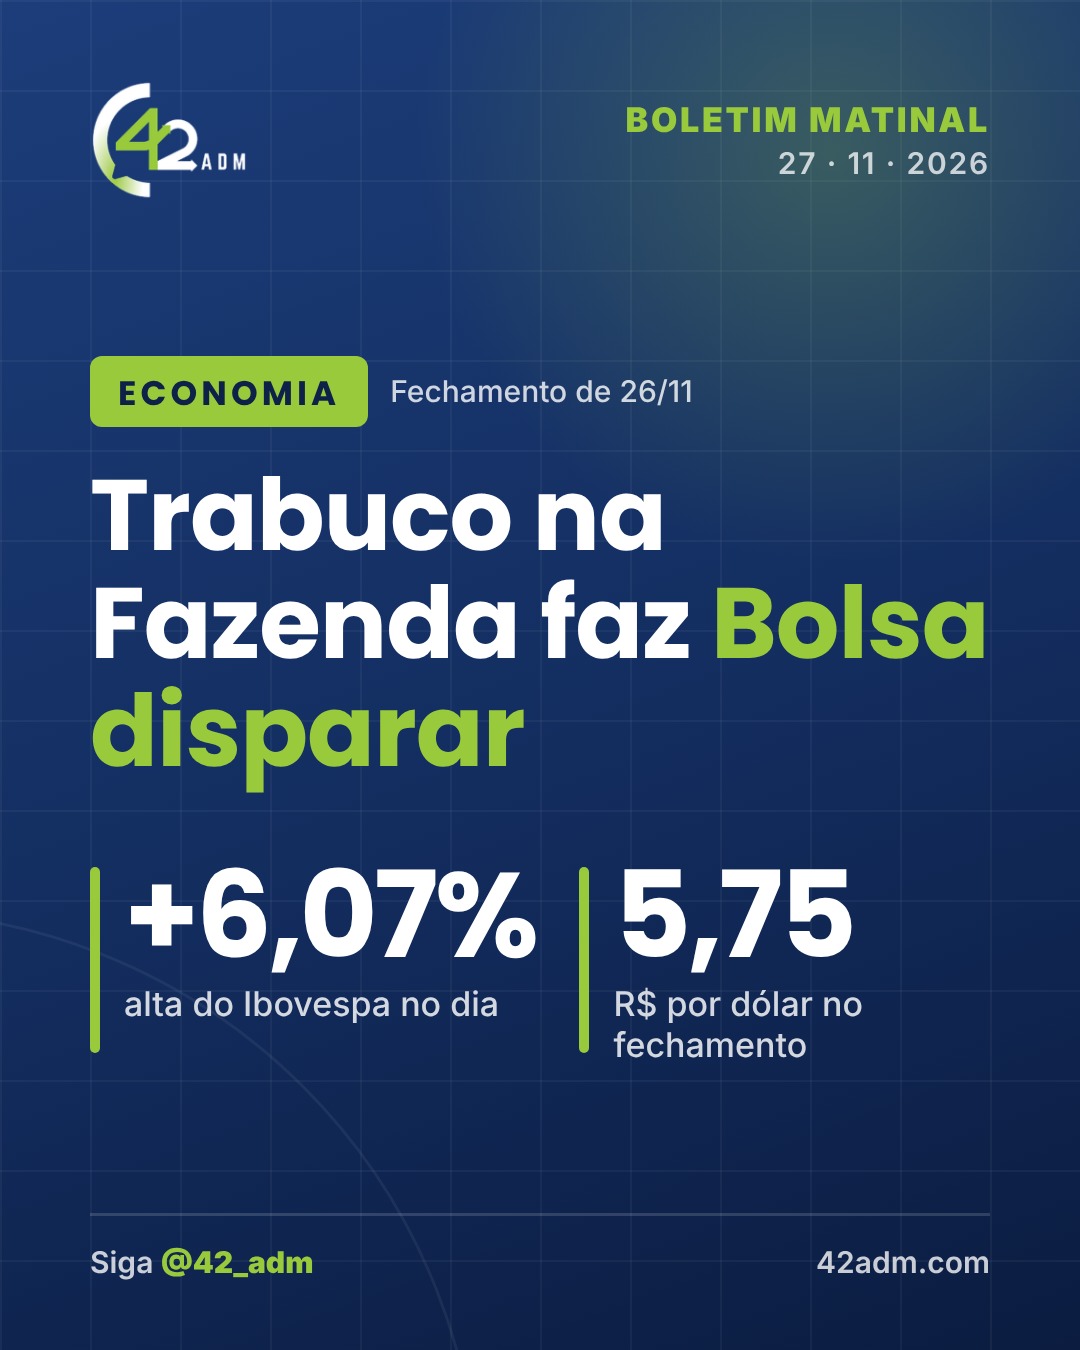 42 ADM
BOLETIM MATINAL
27 · 11 · 2026
ECONOMIA
Fechamento de 26/11
Trabuco na
Fazenda faz Bolsa
disparar
+6,07%
alta do Ibovespa no dia
5,75
R$ por dólar no
fechamento
Siga @42_adm
42adm.com